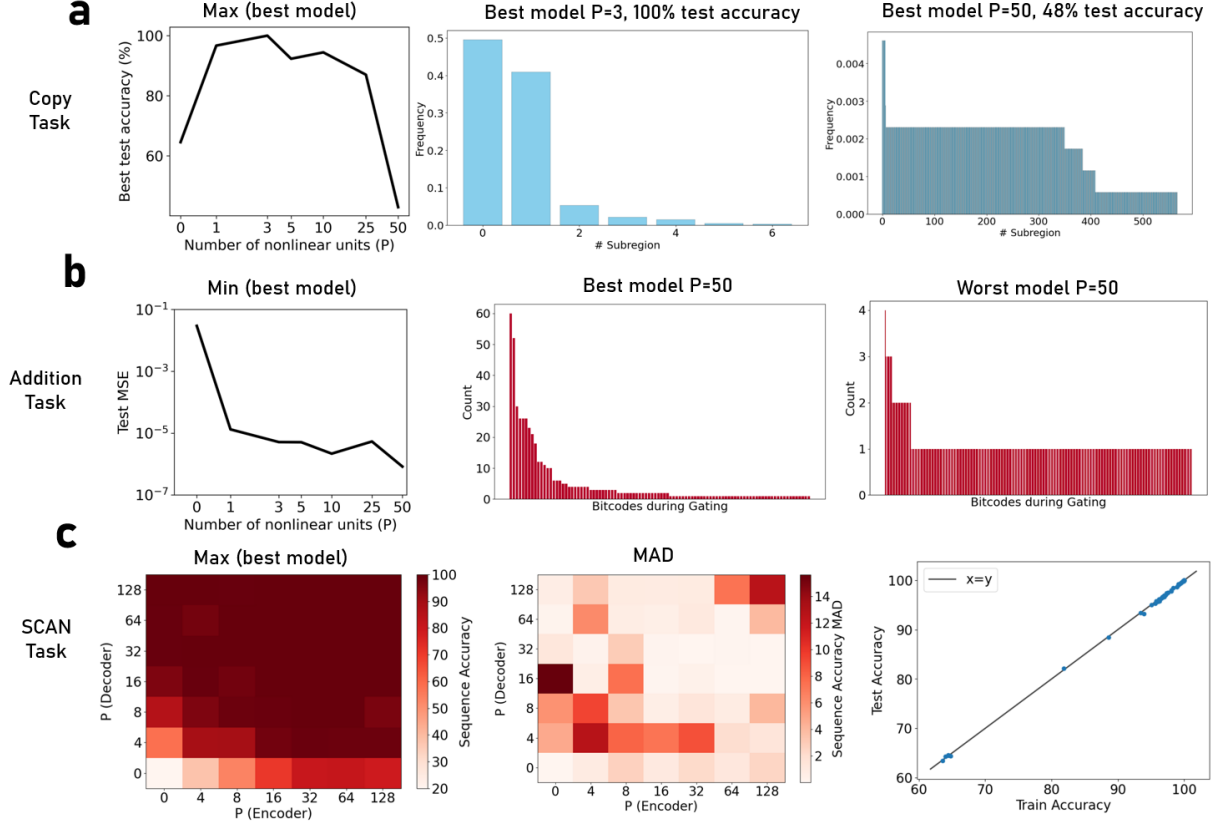 a
Copy
Task
Max (best model)
Best test accuracy (%)
100
80
60
0 1 3 5 10 25 50
Number of nonlinear units (P)
Best model P=3, 100% test accuracy
Frequency
0.5
0.4
0.3
0.2
0.1
0.0
0 2 4 6
# Subregion
Best model P=50, 48% test accuracy
Frequency
0.004
0.003
0.002
0.001
0.000
0 100 200 300 400 500
# Subregion
b
Addition
Task
Min (best model)
Test MSE
10⁻¹
10⁻³
10⁻⁵
10⁻⁷
0 1 3 5 10 25 50
Number of nonlinear units (P)
Best model P=50
Count
60
50
40
30
20
10
0
Bitcodes during Gating
Worst model P=50
Count
4
3
2
1
0
Bitcodes during Gating
c
SCAN
Task
Max (best model)
P (Decoder)
128
64
32
16
8
4
0
0 4 8 16 32 64 128
P (Encoder)
100
90
80
70
60
50
40
30
20
Sequence Accuracy
MAD
P (Decoder)
128
64
32
16
8
4
0
0 4 8 16 32 64 128
P (Encoder)
14
12
10
8
6
4
2
Sequence Accuracy MAD
x=y
Test Accuracy
100
90
80
70
60
60 70 80 90 100
Train Accuracy